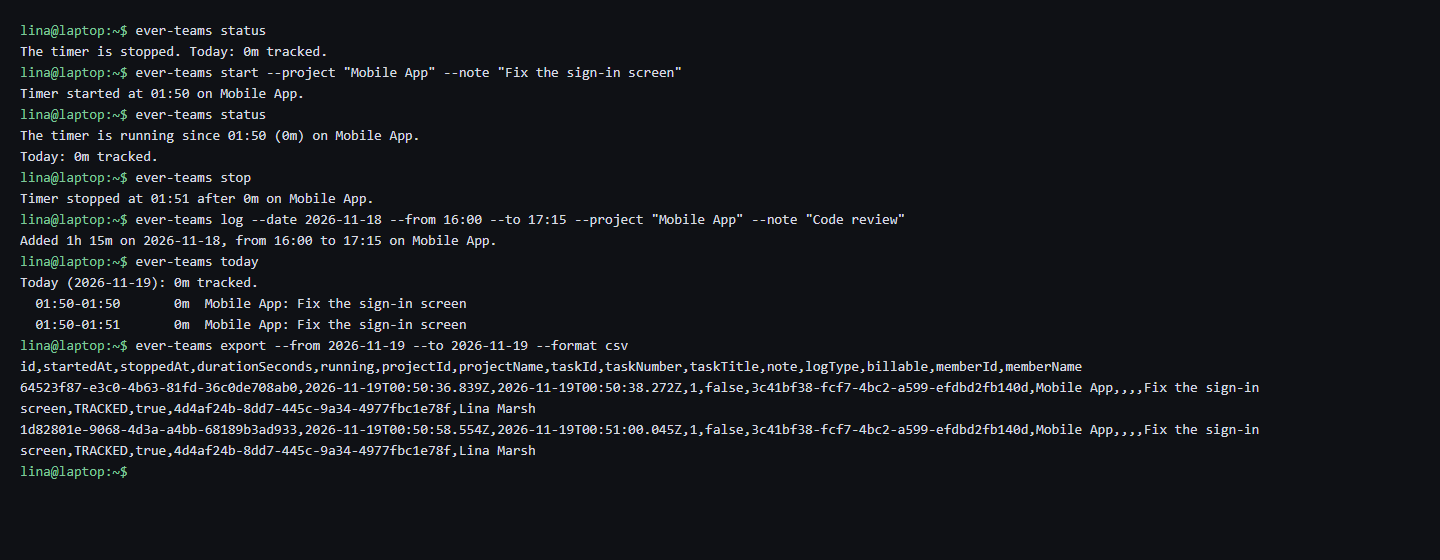 lina@laptop:~$ ever-teams status
The timer is stopped. Today: 0m tracked.
lina@laptop:~$ ever-teams start --project "Mobile App" --note "Fix the sign-in screen"
Timer started at 01:50 on Mobile App.
lina@laptop:~$ ever-teams status
The timer is running since 01:50 (0m) on Mobile App.
Today: 0m tracked.
lina@laptop:~$ ever-teams stop
Timer stopped at 01:51 after 0m on Mobile App.
lina@laptop:~$ ever-teams log --date 2026-11-18 --from 16:00 --to 17:15 --project "Mobile App" --note "Code review"
Added 1h 15m on 2026-11-18, from 16:00 to 17:15 on Mobile App.
lina@laptop:~$ ever-teams today
Today (2026-11-19): 0m tracked.
  01:50-01:50       0m  Mobile App: Fix the sign-in screen
  01:50-01:51       0m  Mobile App: Fix the sign-in screen
lina@laptop:~$ ever-teams export --from 2026-11-19 --to 2026-11-19 --format csv
id,startedAt,stoppedAt,durationSeconds,running,projectId,projectName,taskId,taskNumber,taskTitle,note,logType,billable,memberId,memberName
64523f87-e3c0-4b63-81fd-36c0de708ab0,2026-11-19T00:50:36.839Z,2026-11-19T00:50:38.272Z,1,false,3c41bf38-fcf7-4bc2-a599-efdbd2fb140d,Mobile App,,,,Fix the sign-in
screen,TRACKED,true,4d4af24b-8dd7-445c-9a34-4977fbc1e78f,Lina Marsh
1d82801e-9068-4d3a-a4bb-68189b3ad933,2026-11-19T00:50:58.554Z,2026-11-19T00:51:00.045Z,1,false,3c41bf38-fcf7-4bc2-a599-efdbd2fb140d,Mobile App,,,,Fix the sign-in
screen,TRACKED,true,4d4af24b-8dd7-445c-9a34-4977fbc1e78f,Lina Marsh
lina@laptop:~$